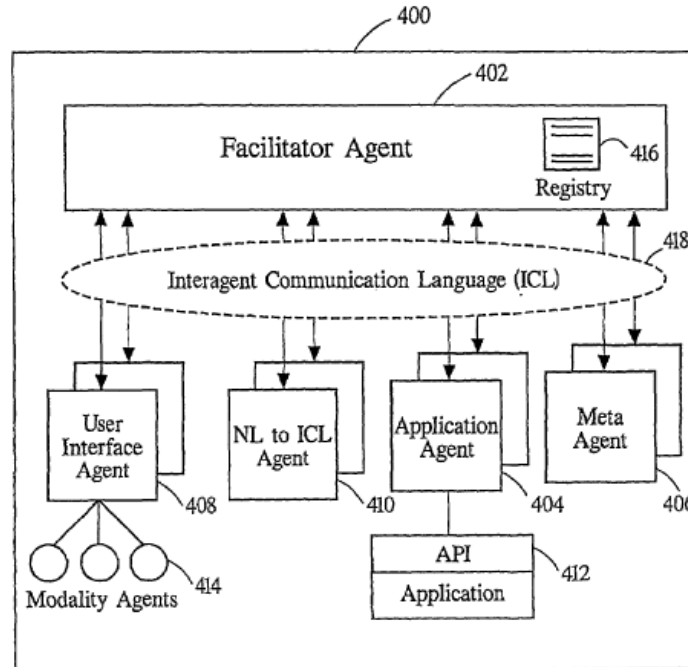 400
402
Facilitator Agent
416
Registry
418
Interagent Communication Language (ICL)
User
Interface
Agent
NL to ICL
Agent
Application
Agent
Meta
Agent
408
410
404
406
414
Modality Agents
API
412
Application